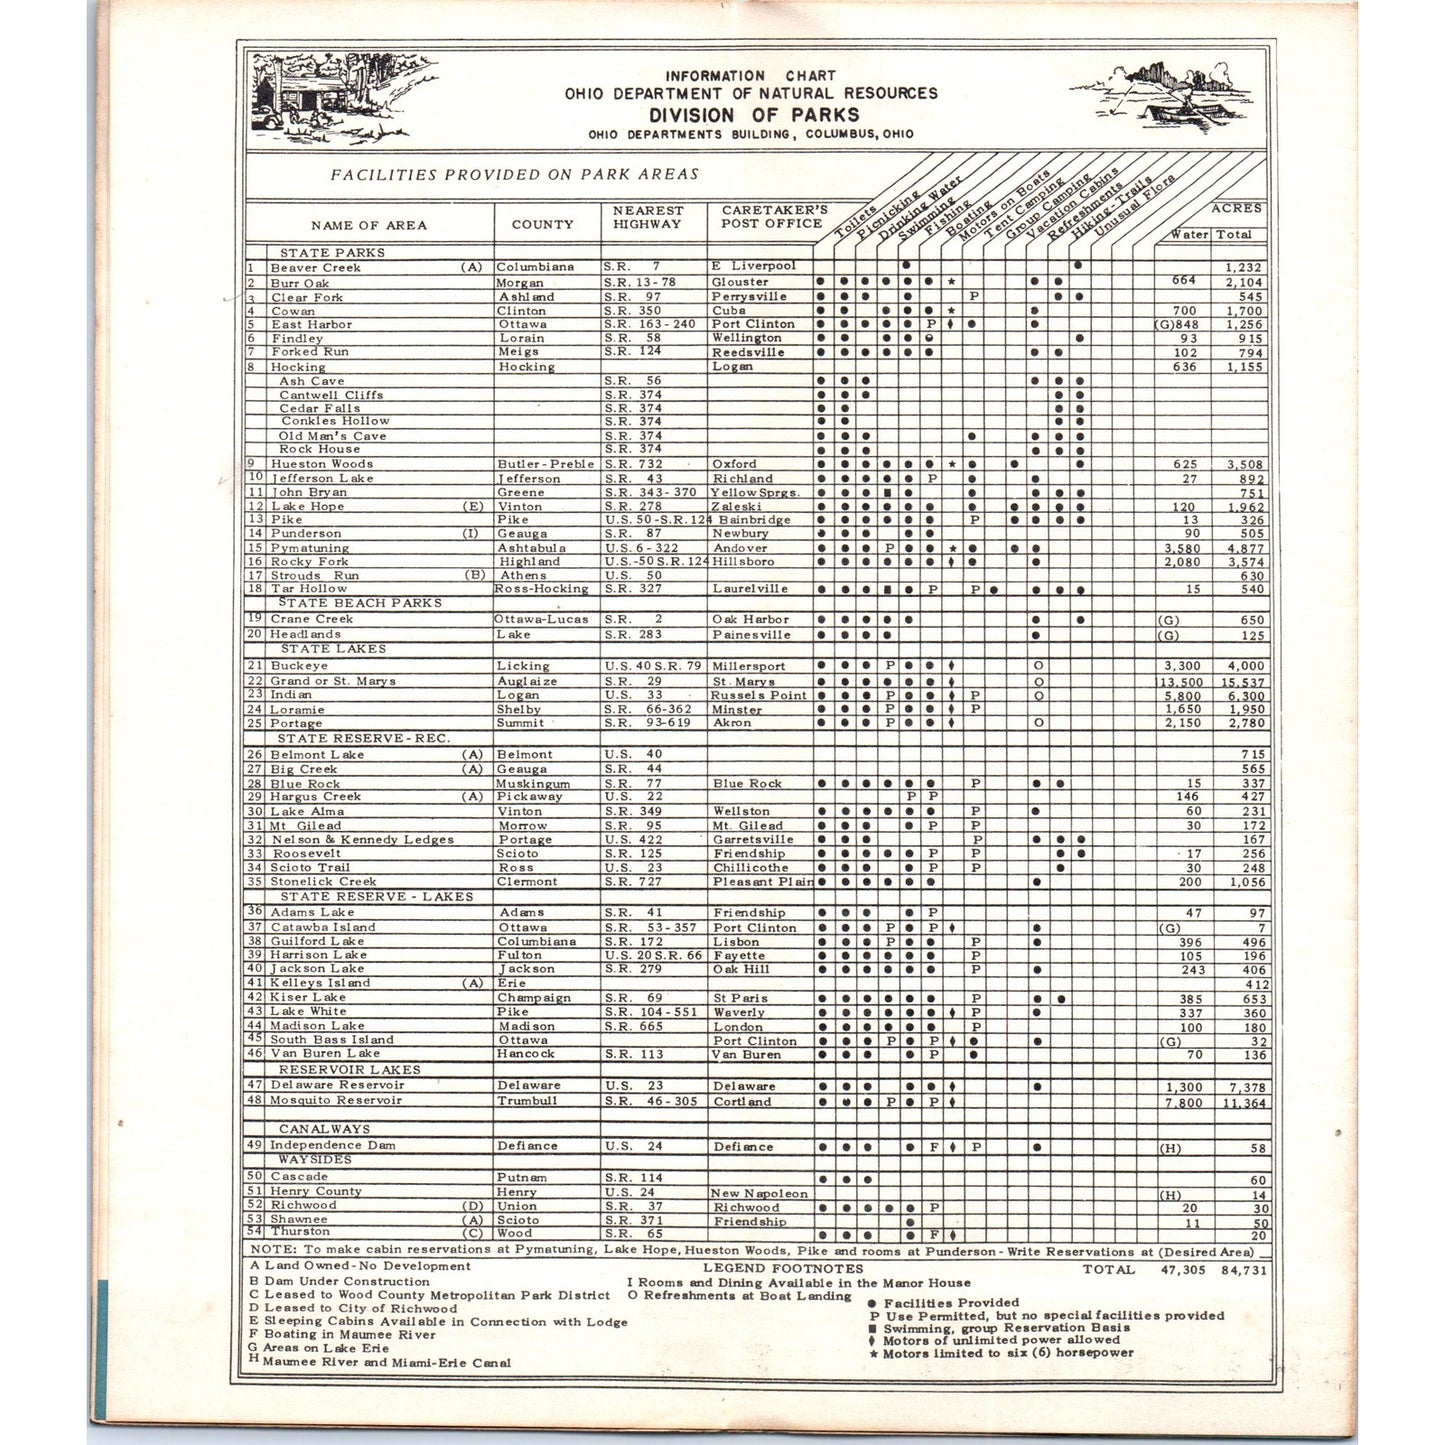 INFORMATION CHART
OHIO DEPARTMENT OF NATURAL RESOURCES
DIVISION OF PARKS
OHIO DEPARTMENTS BUILDING, COLUMBUS, OHIO
FACILITIES PROVIDED ON PARK AREAS
NAME OF AREA COUNTY NEAREST HIGHWAY CARETAKER'S POST OFFICE Toilets Picnicking Drinking Water Swimming Fishing Boating Motors on Boats Tent Camping Group Camping Vacation Cabins Refreshments Hiking-Trails Unusual Flora ACRES Water Total
STATE PARKS
1 Beaver Creek (A) Columbiana S.R. 7 E Liverpool ● ● 1,232
2 Burr Oak Morgan S.R. 13-78 Glouster ● ● ● ● ● ● ★ ● ● 664 2,104
3 Clear Fork Ashland S.R. 97 Perrysville ● ● ● ● P ● ● 545
4 Cowan Clinton S.R. 350 Cuba ● ● ● ● ● ★ ● 700 1,700
5 East Harbor Ottawa S.R. 163-240 Port Clinton ● ● ● ● ● P ♦ ● ● (G)848 1,256
6 Findley Lorain S.R. 58 Wellington ● ● ● ● ● ● 93 915
7 Forked Run Meigs S.R. 124 Reedsville ● ● ● ● ● ● ● ● 102 794
8 Hocking Hocking Logan 636 1,155
Ash Cave S.R. 56 ● ● ● ● ● ●
Cantwell Cliffs S.R. 374 ● ● ● ● ●
Cedar Falls S.R. 374 ● ● ● ●
Conkles Hollow S.R. 374 ● ● ● ●
Old Man's Cave S.R. 374 ● ● ● ● ● ● ●
Rock House S.R. 374 ● ● ● ● ● ●
9 Hueston Woods Butler-Preble S.R. 732 Oxford ● ● ● ● ● ● ★ ● ● ● 625 3,508
10 Jefferson Lake Jefferson S.R. 43 Richland ● ● ● ● ● P ● ● 27 892
11 John Bryan Greene S.R. 343-370 Yellow Sprgs. ● ● ● ■ ● ● ● ● ● 751
12 Lake Hope (E) Vinton S.R. 278 Zaleski ● ● ● ● ● ● ● ● ● ● ● 120 1,962
13 Pike Pike U.S. 50-S.R. 124 Bainbridge ● ● ● ● ● ● P ● ● ● ● 13 326
14 Punderson (I) Geauga S.R. 87 Newbury ● ● ● ● 90 505
15 Pymatuning Ashtabula U.S. 6-322 Andover ● ● ● P ● ● ★ ● ● ● 3,580 4,877
16 Rocky Fork Highland U.S.-50 S.R. 124 Hillsboro ● ● ● ● ● ● ♦ ● ● 2,080 3,574
17 Strouds Run (B) Athens U.S. 50 630
18 Tar Hollow Ross-Hocking S.R. 327 Laurelville ● ● ● ■ ● P P ● ● ● ● 15 540
STATE BEACH PARKS
19 Crane Creek Ottawa-Lucas S.R. 2 Oak Harbor ● ● ● ● ● ● ● (G) 650
20 Headlands Lake S.R. 283 Painesville ● ● ● ● ● (G) 125
STATE LAKES
21 Buckeye Licking U.S. 40 S.R. 79 Millersport ● ● ● P ● ● ♦ O 3,300 4,000
22 Grand or St. Marys Auglaize S.R. 29 St. Marys ● ● ● ● ● ● ♦ O 13,500 15,537
23 Indian Logan U.S. 33 Russels Point ● ● ● P ● ● ♦ P O 5,800 6,300
24 Loramie Shelby S.R. 66-362 Minster ● ● ● P ● ● ♦ P 1,650 1,950
25 Portage Summit S.R. 93-619 Akron ● ● ● P ● ● ♦ O 2,150 2,780
STATE RESERVE-REC.
26 Belmont Lake (A) Belmont U.S. 40 715
27 Big Creek (A) Geauga S.R. 44 565
28 Blue Rock Muskingum S.R. 77 Blue Rock ● ● ● ● ● ● P ● ● 15 337
29 Hargus Creek (A) Pickaway U.S. 22 P P 146 427
30 Lake Alma Vinton S.R. 349 Wellston ● ● ● ● ● ● P ● 60 231
31 Mt. Gilead Morrow S.R. 95 Mt. Gilead ● ● ● ● P P 30 172
32 Nelson & Kennedy Ledges Portage U.S. 422 Garretsville ● ● ● P ● ● ● 167
33 Roosevelt Scioto S.R. 125 Friendship ● ● ● ● ● P P ● ● 17 256
34 Scioto Trail Ross U.S. 23 Chillicothe ● ● ● ● P P ● 30 248
35 Stonelick Creek Clermont S.R. 727 Pleasant Plain ● ● ● ● ● ● ● 200 1,056
STATE RESERVE - LAKES
36 Adams Lake Adams S.R. 41 Friendship ● ● ● ● P 47 97
37 Catawba Island Ottawa S.R. 53-357 Port Clinton ● ● ● P ● P ♦ ● (G) 7
38 Guilford Lake Columbiana S.R. 172 Lisbon ● ● ● P ● ● P ● 396 496
39 Harrison Lake Fulton U.S. 20 S.R. 66 Fayette ● ● ● ● ● ● P 105 196
40 Jackson Lake Jackson S.R. 279 Oak Hill ● ● ● ● ● ● P ● 243 406
41 Kelleys Island (A) Erie 412
42 Kiser Lake Champaign S.R. 69 St Paris ● ● ● ● ● ● P ● ● 385 653
43 Lake White Pike S.R. 104-551 Waverly ● ● ● ● ● ● ♦ P ● 337 360
44 Madison Lake Madison S.R. 665 London ● ● ● ● ● ● P 100 180
45 South Bass Island Ottawa Port Clinton ● ● ● P ● P ♦ ● ● (G) 32
46 Van Buren Lake Hancock S.R. 113 Van Buren ● ● ● ● P ● 70 136
RESERVOIR LAKES
47 Delaware Reservoir Delaware U.S. 23 Delaware ● ● ● ● ● ♦ ● 1,300 7,378
48 Mosquito Reservoir Trumbull S.R. 46-305 Cortland ● ● ● P ● P ♦ 7,800 11,364
CANALWAYS
49 Independence Dam Defiance U.S. 24 Defiance ● ● ● ● F ♦ P ● (H) 58
WAYSIDES
50 Cascade Putnam S.R. 114 ● ● ● 60
51 Henry County Henry U.S. 24 New Napoleon (H) 14
52 Richwood (D) Union S.R. 37 Richwood ● ● ● ● ● P 20 30
53 Shawnee (A) Scioto S.R. 371 Friendship ● 11 50
54 Thurston (C) Wood S.R. 65 ● ● ● ● F ♦ 20
NOTE: To make cabin reservations at Pymatuning, Lake Hope, Hueston Woods, Pike and rooms at Punderson - Write Reservations at (Desired Area)
LEGEND FOOTNOTES
TOTAL 47,305 84,731
A Land Owned-No Development
B Dam Under Construction
C Leased to Wood County Metropolitan Park District
D Leased to City of Richwood
E Sleeping Cabins Available in Connection with Lodge
F Boating in Maumee River
G Areas on Lake Erie
H Maumee River and Miami-Erie Canal
I Rooms and Dining Available in the Manor House
O Refreshments at Boat Landing
● Facilities Provided
P Use Permitted, but no special facilities provided
■ Swimming, group Reservation Basis
♦ Motors of unlimited power allowed
★ Motors limited to six (6) horsepower